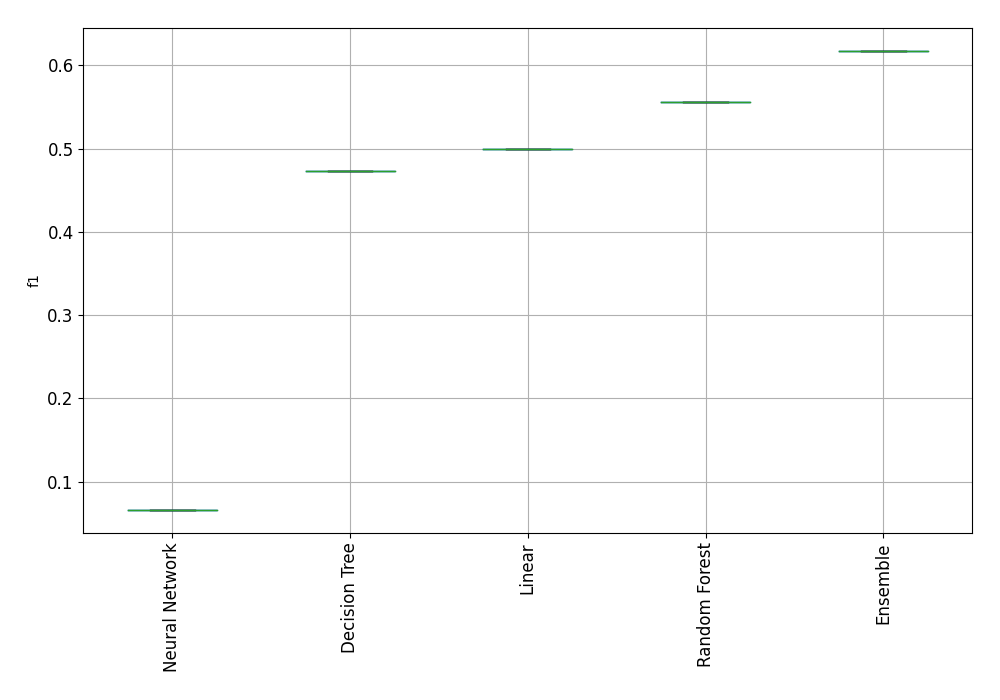 0.6
0.5
0.4
0.3
0.2
0.1
f1
Neural Network
Decision Tree
Linear
Random Forest
Ensemble